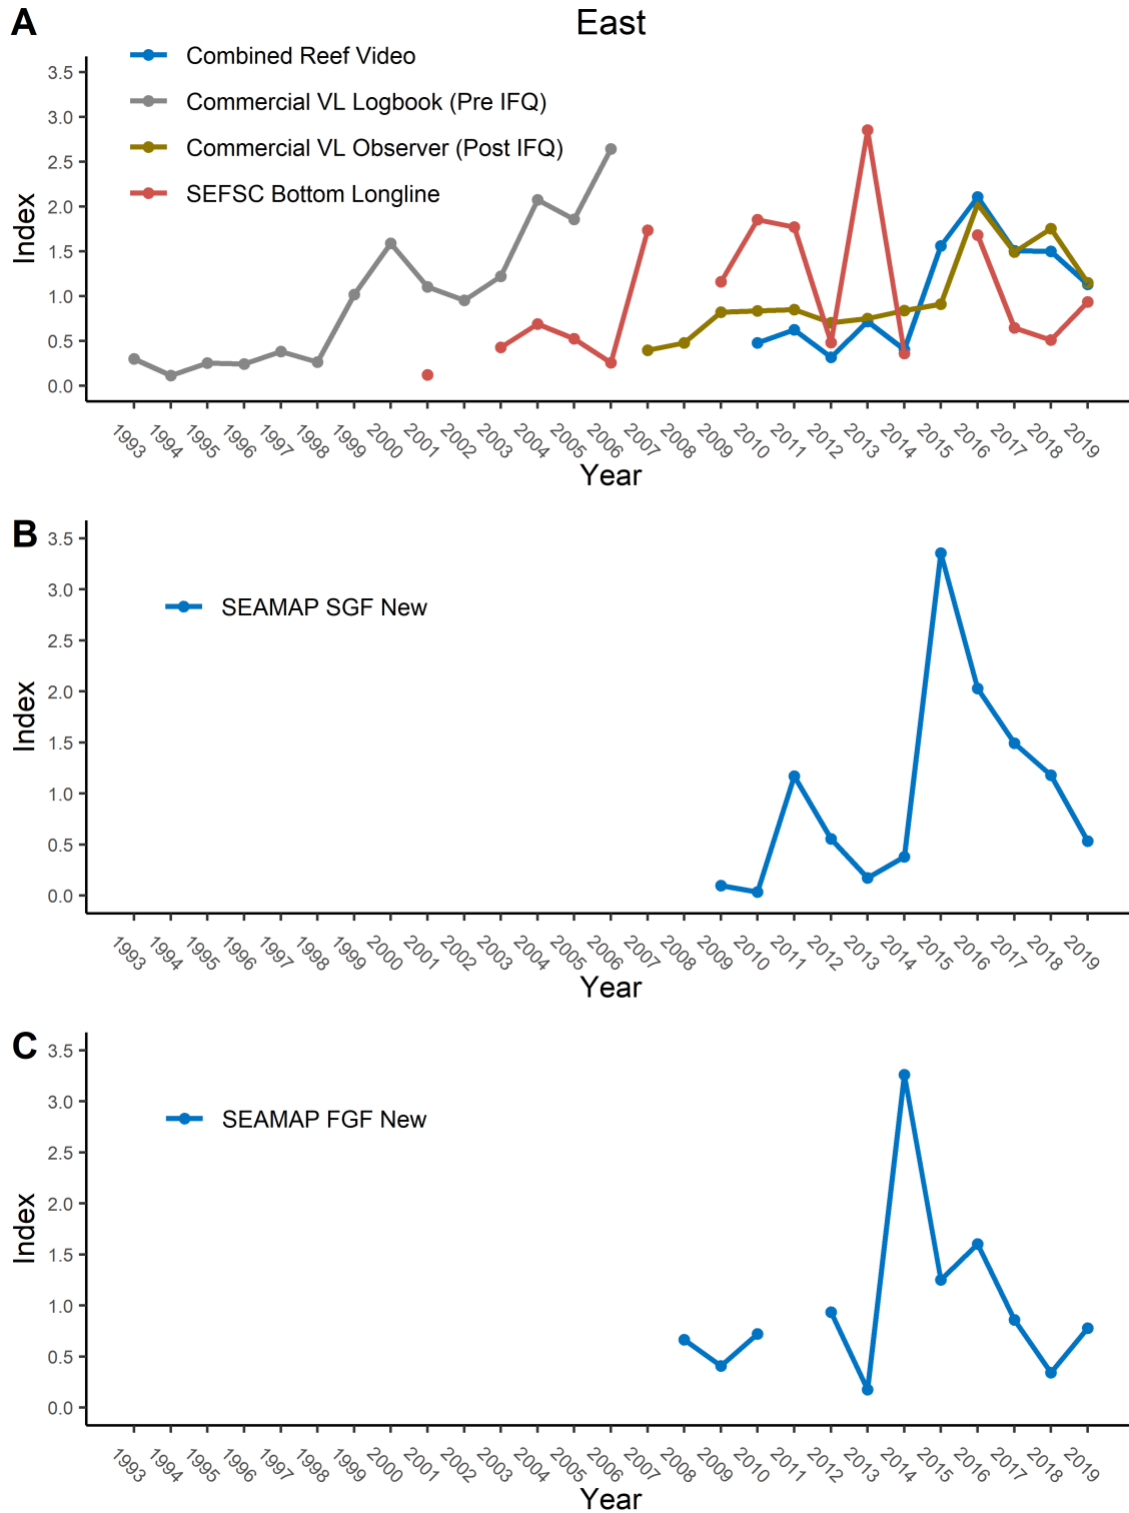 A East
Combined Reef Video
Commercial VL Logbook (Pre IFQ)
Commercial VL Observer (Post IFQ)
SEFSC Bottom Longline
Index
3.5
3.0
2.5
2.0
1.5
1.0
0.5
0.0
1993 1994 1995 1996 1997 1998 1999 2000 2001 2002 2003 2004 2005 2006 2007 2008 2009 2010 2011 2012 2013 2014 2015 2016 2017 2018 2019
Year
B
SEAMAP SGF New
Index
3.5
3.0
2.5
2.0
1.5
1.0
0.5
0.0
1993 1994 1995 1996 1997 1998 1999 2000 2001 2002 2003 2004 2005 2006 2007 2008 2009 2010 2011 2012 2013 2014 2015 2016 2017 2018 2019
Year
C
SEAMAP FGF New
Index
3.5
3.0
2.5
2.0
1.5
1.0
0.5
0.0
1993 1994 1995 1996 1997 1998 1999 2000 2001 2002 2003 2004 2005 2006 2007 2008 2009 2010 2011 2012 2013 2014 2015 2016 2017 2018 2019
Year